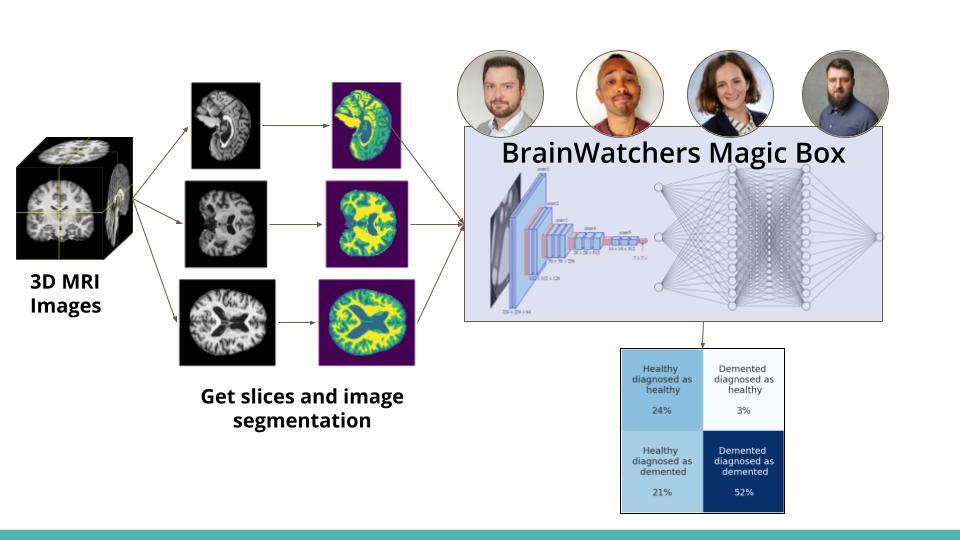 BrainWatchers Magic Box
3D MRI
Images
Get slices and image
segmentation
Healthy
diagnosed as
healthy
24%
Demented
diagnosed as
healthy
3%
Healthy
diagnosed as
demented
21%
Demented
diagnosed as
demented
52%